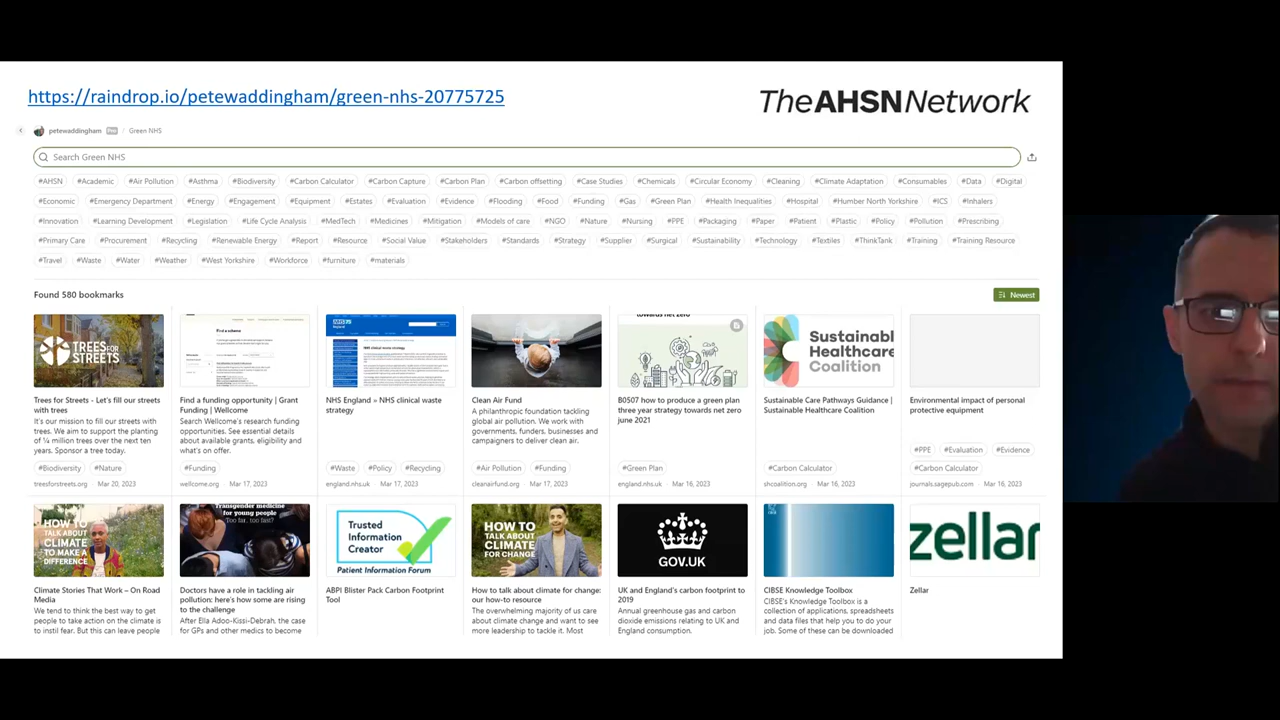 https://raindrop.io/petewaddingham/green-nhs-20775725
TheAHSNNetwork
petewaddingham Pro / Green NHS
Search Green NHS
#AHSN #Academic #Air Pollution #Asthma #Biodiversity #Carbon Calculator #Carbon Capture #Carbon Plan #Carbon offsetting #Case Studies #Chemicals #Circular Economy #Cleaning #Climate Adaptation #Consumables #Data #Digital
#Economic #Emergency Department #Energy #Engagement #Equipment #Estates #Evaluation #Evidence #Flooding #Food #Funding #Gas #Green Plan #Health Inequalities #Hospital #Humber North Yorkshire #ICS #Inhalers
#Innovation #Learning Development #Legislation #Life Cycle Analysis #MedTech #Medicines #Mitigation #Models of care #NGO #Nature #Nursing #PPE #Packaging #Paper #Patient #Plastic #Policy #Pollution #Prescribing
#Primary Care #Procurement #Recycling #Renewable Energy #Report #Resource #Social Value #Stakeholders #Standards #Strategy #Supplier #Surgical #Sustainability #Technology #Textiles #ThinkTank #Training #Training Resource
#Travel #Waste #Water #Weather #West Yorkshire #Workforce #furniture #materials
Found 580 bookmarks
Newest
TREES FOR
STREETS
Trees for Streets - Let's fill our streets
with trees
It's our mission to fill our streets with
trees. We aim to support the planting
of ¼ million trees over the next ten
years. Sponsor a tree today.
#Biodiversity #Nature
treesforstreets.org · Mar 20, 2023
Find a scheme
Find a funding opportunity | Grant
Funding | Wellcome
Search Wellcome's research funding
opportunities. See essential details
about available grants, eligibility and
what's on offer.
#Funding
wellcome.org · Mar 17, 2023
NHS clinical waste strategy
NHS England » NHS clinical waste
strategy
#Waste #Policy #Recycling
england.nhs.uk · Mar 17, 2023
Clean Air Fund
A philanthropic foundation tackling
global air pollution. We work with
governments, funders, businesses and
campaigners to deliver clean air.
#Air Pollution #Funding
cleanairfund.org · Mar 17, 2023
towards net zero
B0507 how to produce a green plan
three year strategy towards net zero
june 2021
#Green Plan
england.nhs.uk · Mar 16, 2023
Sustainabl
Healthcare
Coalition
Sustainable Care Pathways Guidance |
Sustainable Healthcare Coalition
#Carbon Calculator
shcoalition.org · Mar 16, 2023
Environmental impact of personal
protective equipment
#PPE #Evaluation #Evidence
#Carbon Calculator
journals.sagepub.com · Mar 16, 2023
HOW TO
TALK ABOUT
CLIMATE TO
MAKE A
DIFFERENCE
Climate Stories That Work – On Road
Media
We tend to think the best way to get
people to take action on the climate is
to instil fear. But this can leave people
Transgender medicine
for young people
Too far, too fast?
Doctors have a role in tackling air
pollution: here's how some are rising
to the challenge
After Ella Adoo-Kissi-Debrah, the case
for GPs and other medics to become
Trusted
Information
Creator
Patient Information Forum
ABPI Blister Pack Carbon Footprint
Tool
HOW TO
TALK ABOUT
CLIMATE
FOR CHANGE
How to talk about climate for change:
our how-to resource
The overwhelming majority of us care
about climate change and want to see
more leadership to tackle it. Most
GOV.UK
UK and England's carbon footprint to
2019
Annual greenhouse gas and carbon
dioxide emissions relating to UK and
England consumption.
CIBSE Knowledge Toolbox
CIBSE's Knowledge Toolbox is a
collection of applications, spreadsheets
and data files that help you to do your
job. Some of these can be downloaded
zellar
Zellar